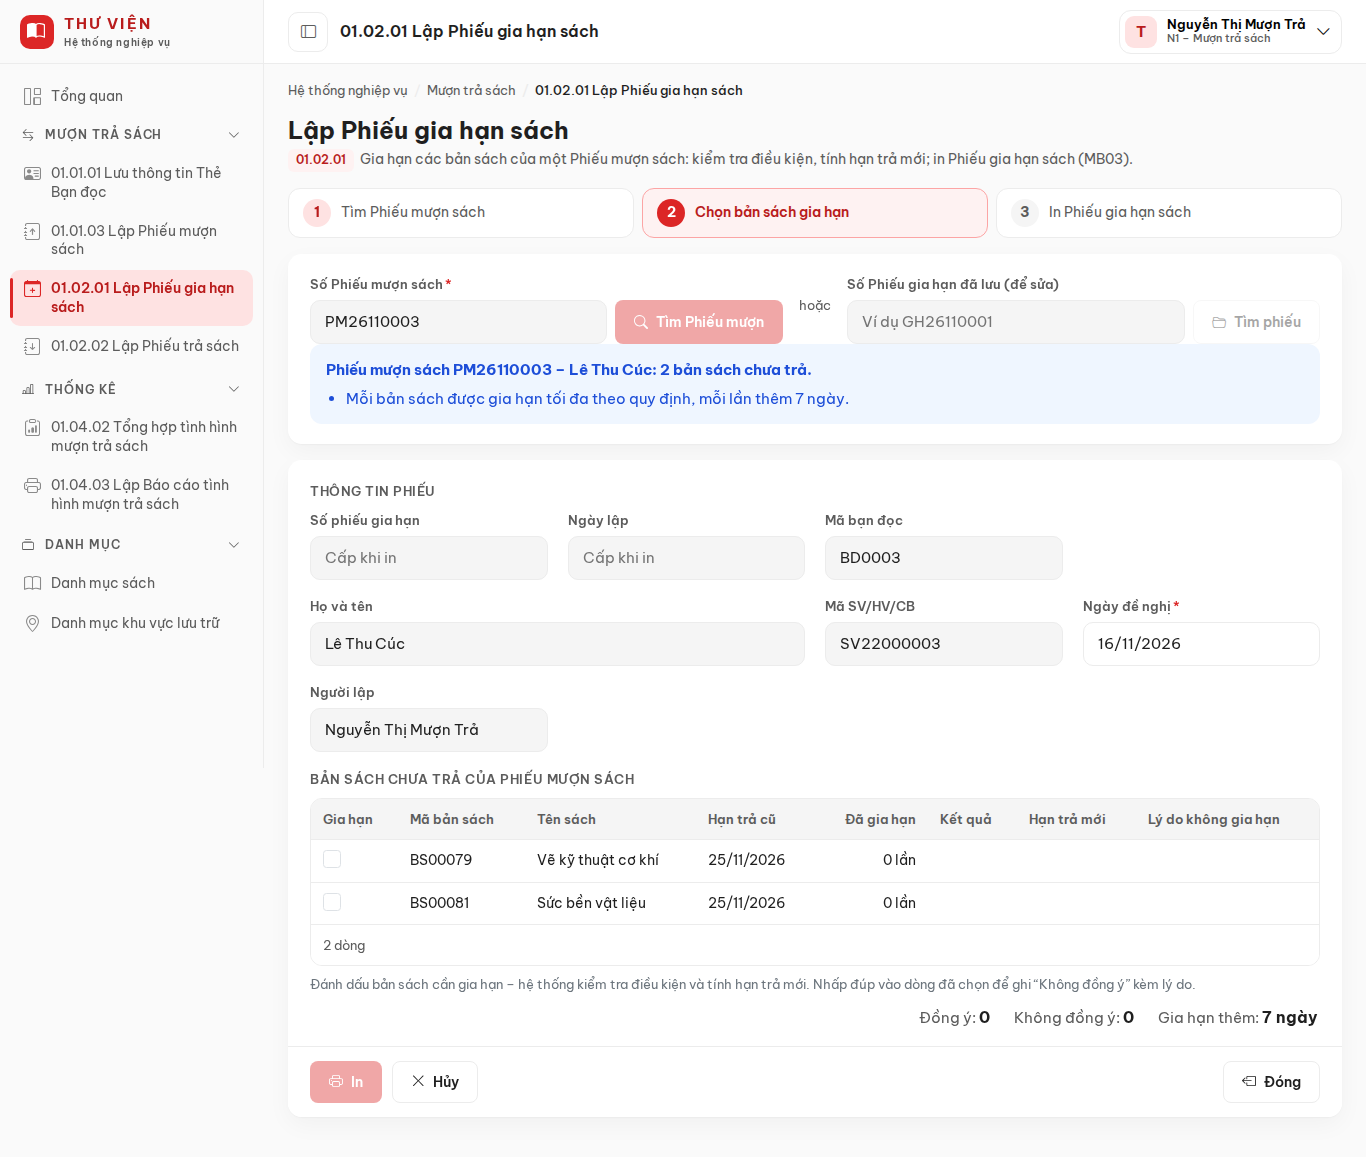 THƯ VIỆN
Hệ thống nghiệp vụ
Tổng quan
MƯỢN TRẢ SÁCH
01.01.01 Lưu thông tin Thẻ
Bạn đọc
01.01.03 Lập Phiếu mượn
sách
01.02.01 Lập Phiếu gia hạn
sách
01.02.02 Lập Phiếu trả sách
THỐNG KÊ
01.04.02 Tổng hợp tình hình
mượn trả sách
01.04.03 Lập Báo cáo tình
hình mượn trả sách
DANH MỤC
Danh mục sách
Danh mục khu vực lưu trữ
01.02.01 Lập Phiếu gia hạn sách
T
Nguyễn Thị Mượn Trả
N1 – Mượn trả sách
Hệ thống nghiệp vụ / Mượn trả sách / 01.02.01 Lập Phiếu gia hạn sách
Lập Phiếu gia hạn sách
01.02.01 Gia hạn các bản sách của một Phiếu mượn sách: kiểm tra điều kiện, tính hạn trả mới; in Phiếu gia hạn sách (MB03).
1 Tìm Phiếu mượn sách
2 Chọn bản sách gia hạn
3 In Phiếu gia hạn sách
Số Phiếu mượn sách *
PM26110003
Tìm Phiếu mượn
hoặc
Số Phiếu gia hạn đã lưu (để sửa)
Ví dụ GH26110001
Tìm phiếu
Phiếu mượn sách PM26110003 – Lê Thu Cúc: 2 bản sách chưa trả.
• Mỗi bản sách được gia hạn tối đa theo quy định, mỗi lần thêm 7 ngày.
THÔNG TIN PHIẾU
Số phiếu gia hạn Ngày lập Mã bạn đọc
Cấp khi in Cấp khi in BD0003
Họ và tên Mã SV/HV/CB Ngày đề nghị *
Lê Thu Cúc SV22000003 16/11/2026
Người lập
Nguyễn Thị Mượn Trả
BẢN SÁCH CHƯA TRẢ CỦA PHIẾU MƯỢN SÁCH
Gia hạn Mã bản sách Tên sách Hạn trả cũ Đã gia hạn Kết quả Hạn trả mới Lý do không gia hạn
BS00079 Vẽ kỹ thuật cơ khí 25/11/2026 0 lần
BS00081 Sức bền vật liệu 25/11/2026 0 lần
2 dòng
Đánh dấu bản sách cần gia hạn – hệ thống kiểm tra điều kiện và tính hạn trả mới. Nhấp đúp vào dòng đã chọn để ghi “Không đồng ý” kèm lý do.
Đồng ý: 0 Không đồng ý: 0 Gia hạn thêm: 7 ngày
In Hủy Đóng